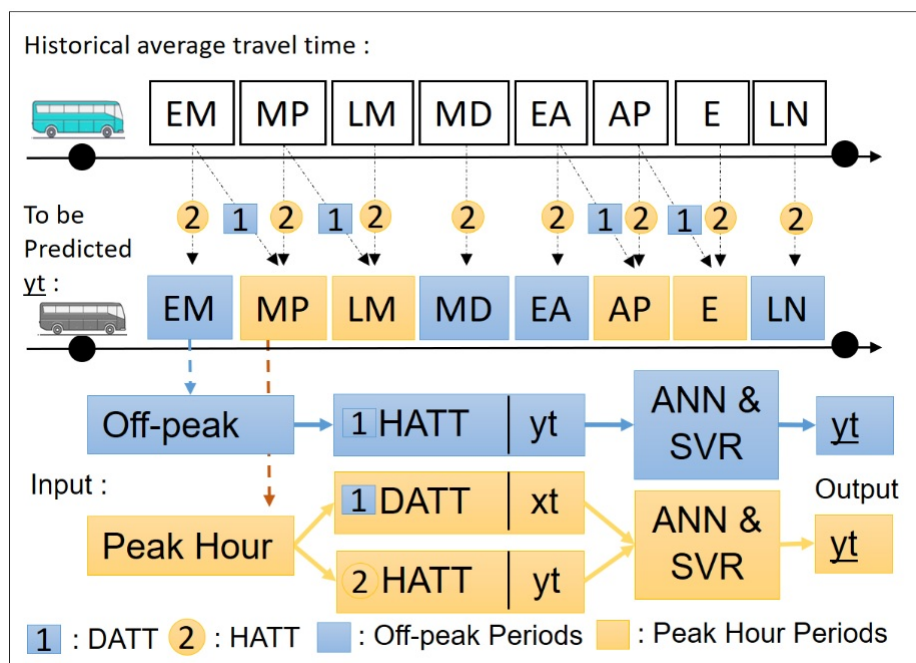 Historical average travel time :
EM MP LM MD EA AP E LN
2 1 2 1 2 2 2 1 2 1 2 2
To be
Predicted
yt :
EM MP LM MD EA AP E LN
Off-peak 1 HATT yt ANN &
SVR yt
Input : Output
Peak Hour 1 DATT xt ANN &
SVR yt
2 HATT yt
1 : DATT 2 : HATT : Off-peak Periods : Peak Hour Periods